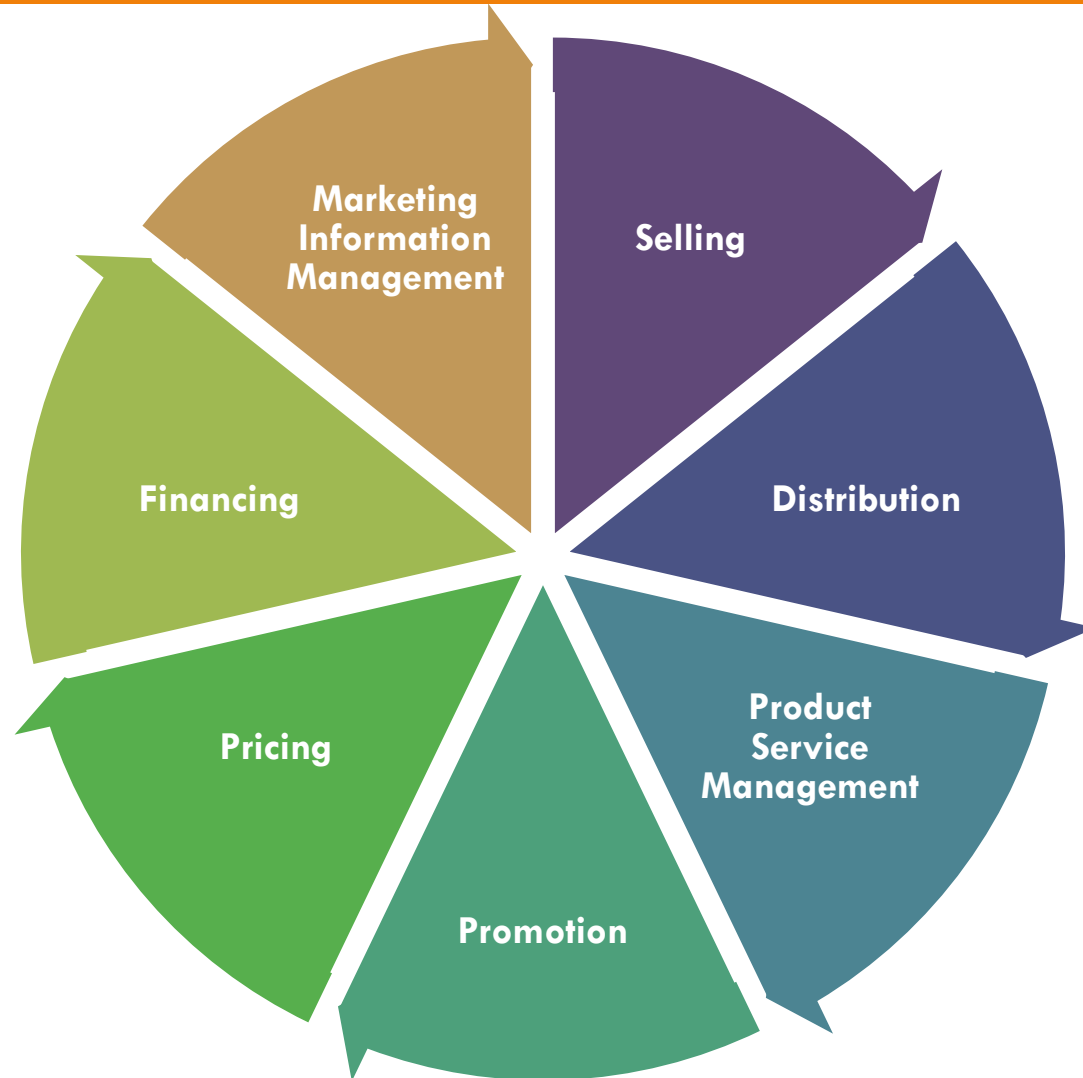 Marketing
Information
Management
Selling
Distribution
Product
Service
Management
Promotion
Pricing
Financing